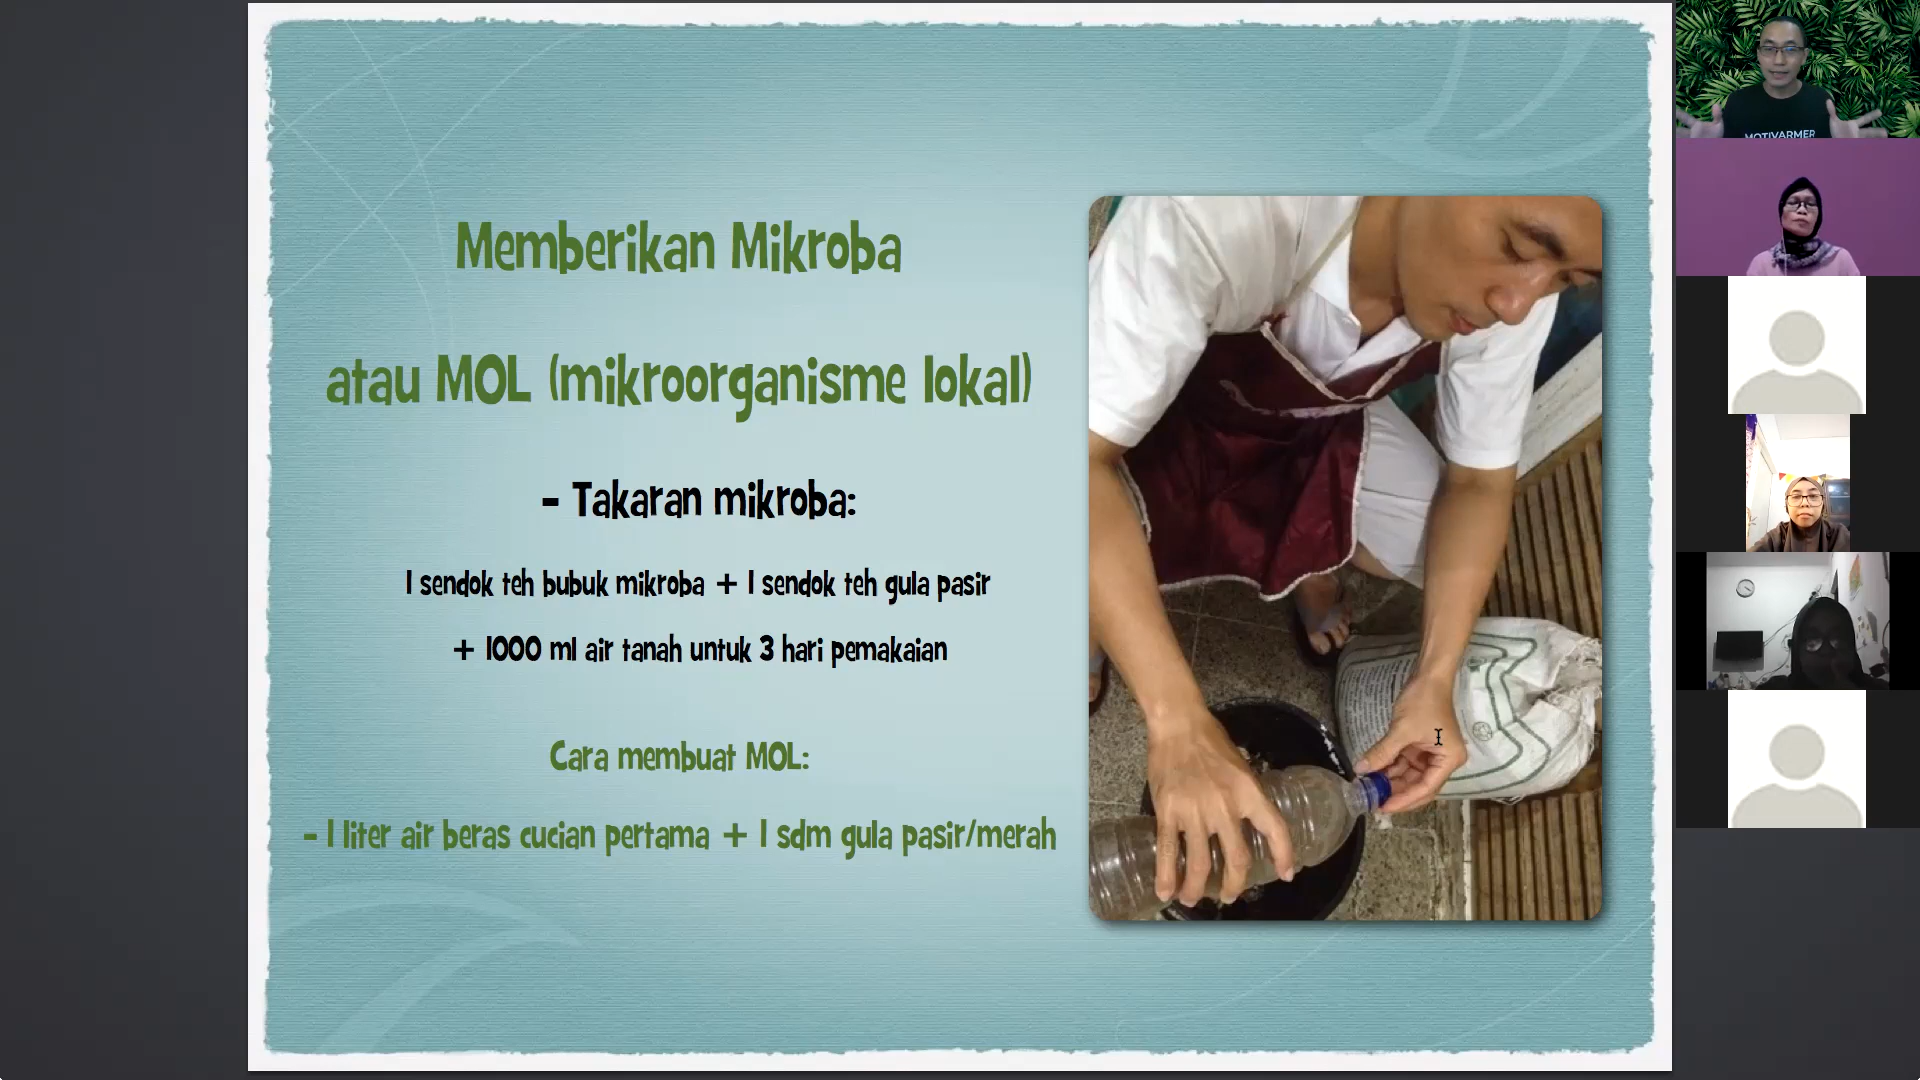 Memberikan Mikroba
atau MOL (mikroorganisme lokal)
- Takaran mikroba:
1 sendok teh bubuk mikroba + 1 sendok teh gula pasir
+ 1000 ml air tanah untuk 3 hari pemakaian
Cara membuat MOL:
- 1 liter air beras cucian pertama + 1 sdm gula pasir/merah
MOTIVARMER